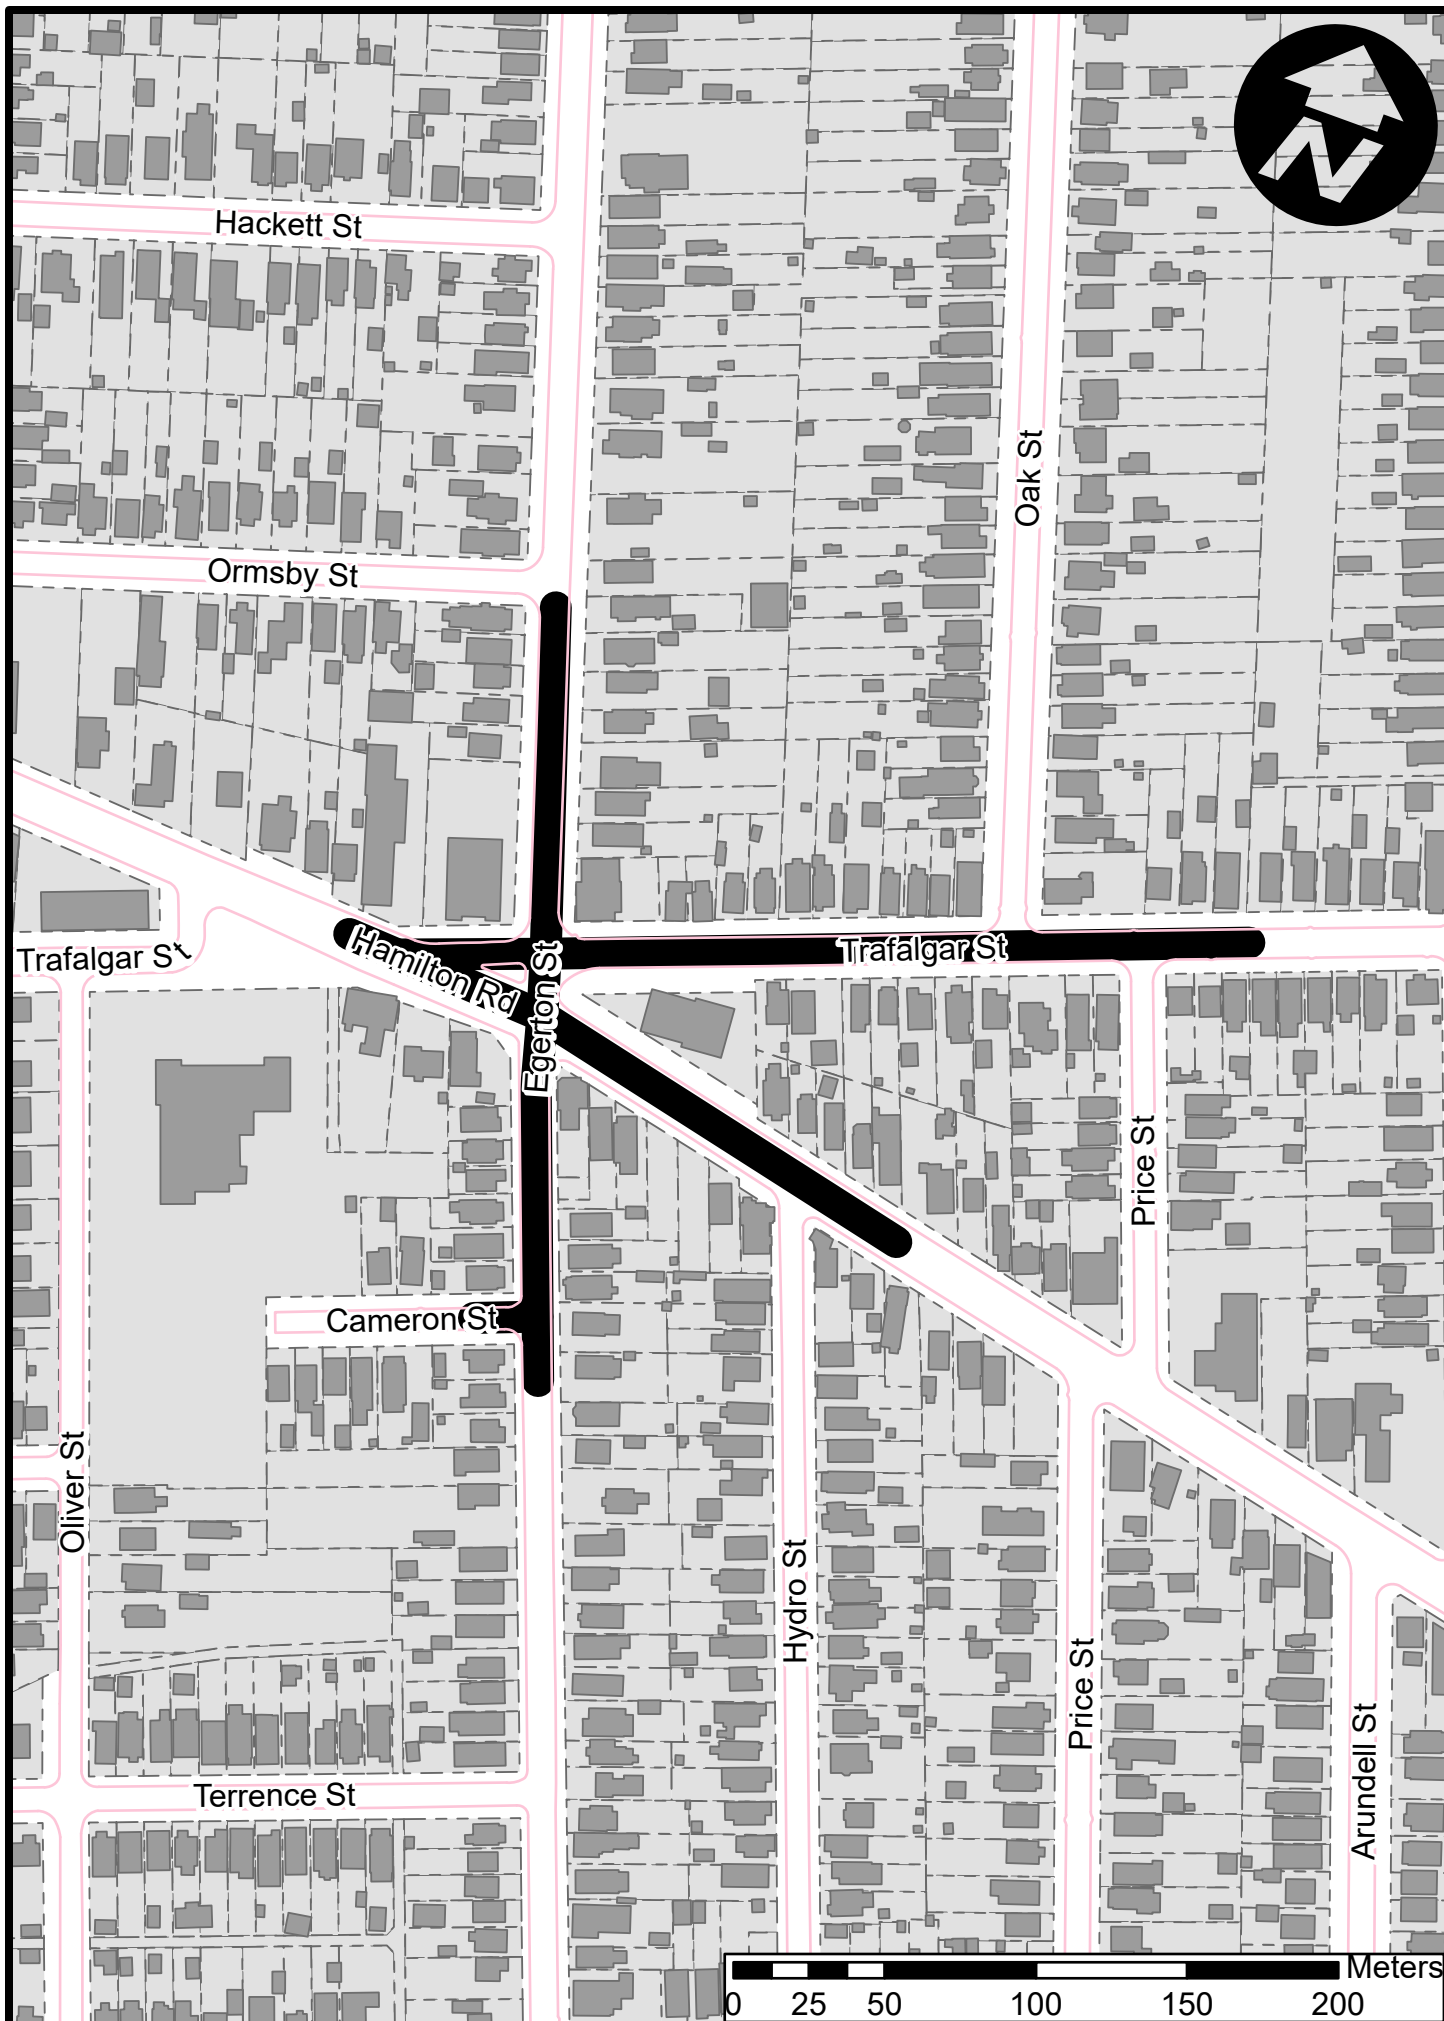 N
Hackett St
Oak St
Ormsby St
Trafalgar St
Hamilton Rd
Egerton St
Trafalgar St
Price St
Cameron St
Oliver St
Hydro St
Price St
Arundell St
Terrence St
Meters
0 25 50 100 150 200